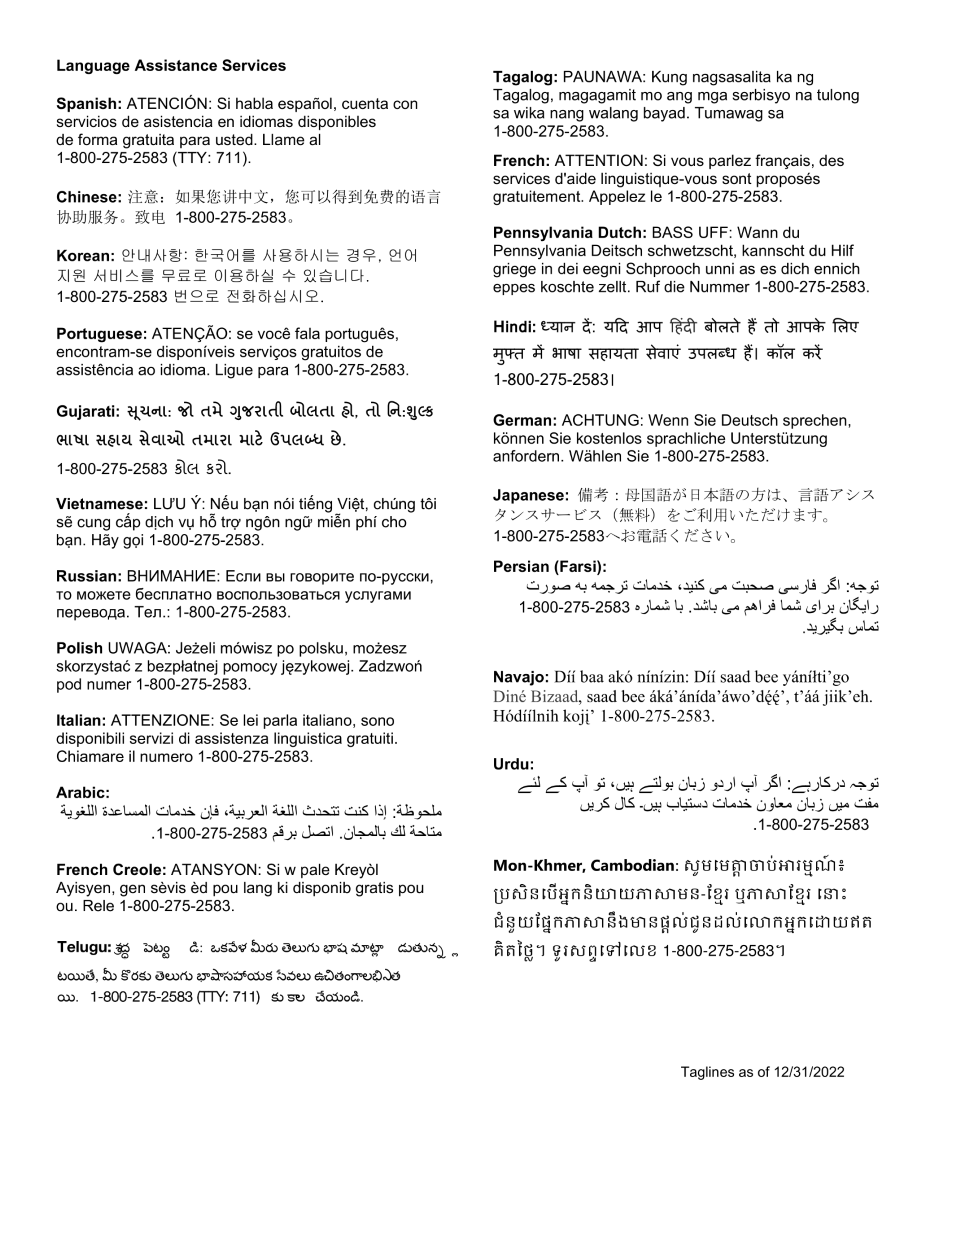 Language Assistance Services
Spanish: ATENCIÓN: Si habla español, cuenta con
servicios de asistencia en idiomas disponibles
de forma gratuita para usted. Llame al
1-800-275-2583 (TTY: 711).
Chinese: 注意：如果您讲中文，您可以得到免费的语言
协助服务。致电 1-800-275-2583。
Korean: 안내사항: 한국어를 사용하시는 경우, 언어
지원 서비스를 무료로 이용하실 수 있습니다.
1-800-275-2583 번으로 전화하십시오.
Portuguese: ATENÇÃO: se você fala português,
encontram-se disponíveis serviços gratuitos de
assistência ao idioma. Ligue para 1-800-275-2583.
Gujarati: સૂચના: જો તમે ગુજરાતી બોલતા હો, તો નિ:શુલ્ક
ભાષા સહાય સેવાઓ તમારા માટે ઉપલબ્ધ છે.
1-800-275-2583 કોલ કરો.
Vietnamese: LƯU Ý: Nếu bạn nói tiếng Việt, chúng tôi
sẽ cung cấp dịch vụ hỗ trợ ngôn ngữ miễn phí cho
bạn. Hãy gọi 1-800-275-2583.
Russian: ВНИМАНИЕ: Если вы говорите по-русски,
то можете бесплатно воспользоваться услугами
перевода. Тел.: 1-800-275-2583.
Polish UWAGA: Jeżeli mówisz po polsku, możesz
skorzystać z bezpłatnej pomocy językowej. Zadzwoń
pod numer 1-800-275-2583.
Italian: ATTENZIONE: Se lei parla italiano, sono
disponibili servizi di assistenza linguistica gratuiti.
Chiamare il numero 1-800-275-2583.
Arabic:
ملحوظة: إذا كنت تتحدث اللغة العربية، فإن خدمات المساعدة اللغوية
متاحة لك بالمجان. اتصل برقم 1-800-275-2583.
French Creole: ATANSYON: Si w pale Kreyòl
Ayisyen, gen sèvis èd pou lang ki disponib gratis pou
ou. Rele 1-800-275-2583.
Telugu: శ్రద్ధ పెట్టండి: ఒకవేళ మీరు తెలుగు భాష మాట్లాడుతున్న
ట్లయితే, మీ కొరకు తెలుగు భాషాసహాయక సేవలు ఉచితంగాలభిఎత
యి. 1-800-275-2583 (TTY: 711) కు కాల చేయండి.
Tagalog: PAUNAWA: Kung nagsasalita ka ng
Tagalog, magagamit mo ang mga serbisyo na tulong
sa wika nang walang bayad. Tumawag sa
1-800-275-2583.
French: ATTENTION: Si vous parlez français, des
services d'aide linguistique-vous sont proposés
gratuitement. Appelez le 1-800-275-2583.
Pennsylvania Dutch: BASS UFF: Wann du
Pennsylvania Deitsch schwetzscht, kannscht du Hilf
griege in dei eegni Schprooch unni as es dich ennich
eppes koschte zellt. Ruf die Nummer 1-800-275-2583.
Hindi: ध्यान दें: यदि आप हिंदी बोलते हैं तो आपके लिए
मुफ्त में भाषा सहायता सेवाएं उपलब्ध हैं। कॉल करें
1-800-275-2583।
German: ACHTUNG: Wenn Sie Deutsch sprechen,
können Sie kostenlos sprachliche Unterstützung
anfordern. Wählen Sie 1-800-275-2583.
Japanese: 備考：母国語が日本語の方は、言語アシス
タンスサービス（無料）をご利用いただけます。
1-800-275-2583へお電話ください。
Persian (Farsi):
توجه: اگر فارسی صحبت می کنید، خدمات ترجمه به صورت
رایگان برای شما فراهم می باشد. با شماره 1-800-275-2583
تماس بگیرید.
Navajo: Díí baa akó nínízin: Díí saad bee yáníłti’go
Diné Bizaad, saad bee áká’ánída’áwo’dę́ę́’, t’áá jiik’eh.
Hódíílnih kojį’ 1-800-275-2583.
Urdu:
توجہ درکارہے: اگر آپ اردو زبان بولتے ہیں، تو آپ کے لئے
مفت میں زبان معاون خدمات دستیاب ہیں۔ کال کریں
1-800-275-2583.
Mon-Khmer, Cambodian: សូមមេត្តាចាប់អារម្មណ៍៖
ប្រសិនបើអ្នកនិយាយភាសាមន-ខ្មែរ ឬភាសាខ្មែរ នោះ
ជំនួយផ្នែកភាសានឹងមានផ្តល់ជូនដល់លោកអ្នកដោយឥត
គិតថ្លៃ។ ទូរសព្ទទៅលេខ 1-800-275-2583។
Taglines as of 12/31/2022